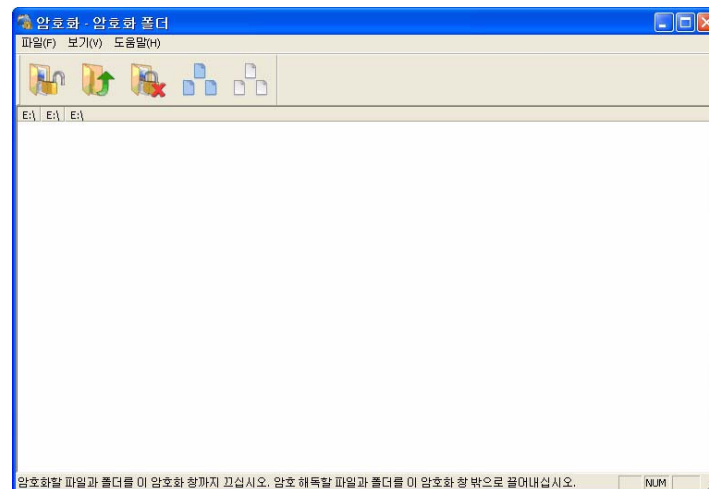 암호화 - 암호화 폴더
파일(F) 보기(V) 도움말(H)
E:\ E:\ E:\
암호화할 파일과 폴더를 이 암호화 창까지 끄십시오. 암호 해독할 파일과 폴더를 이 암호화 창 밖으로 끌어내십시오. NUM